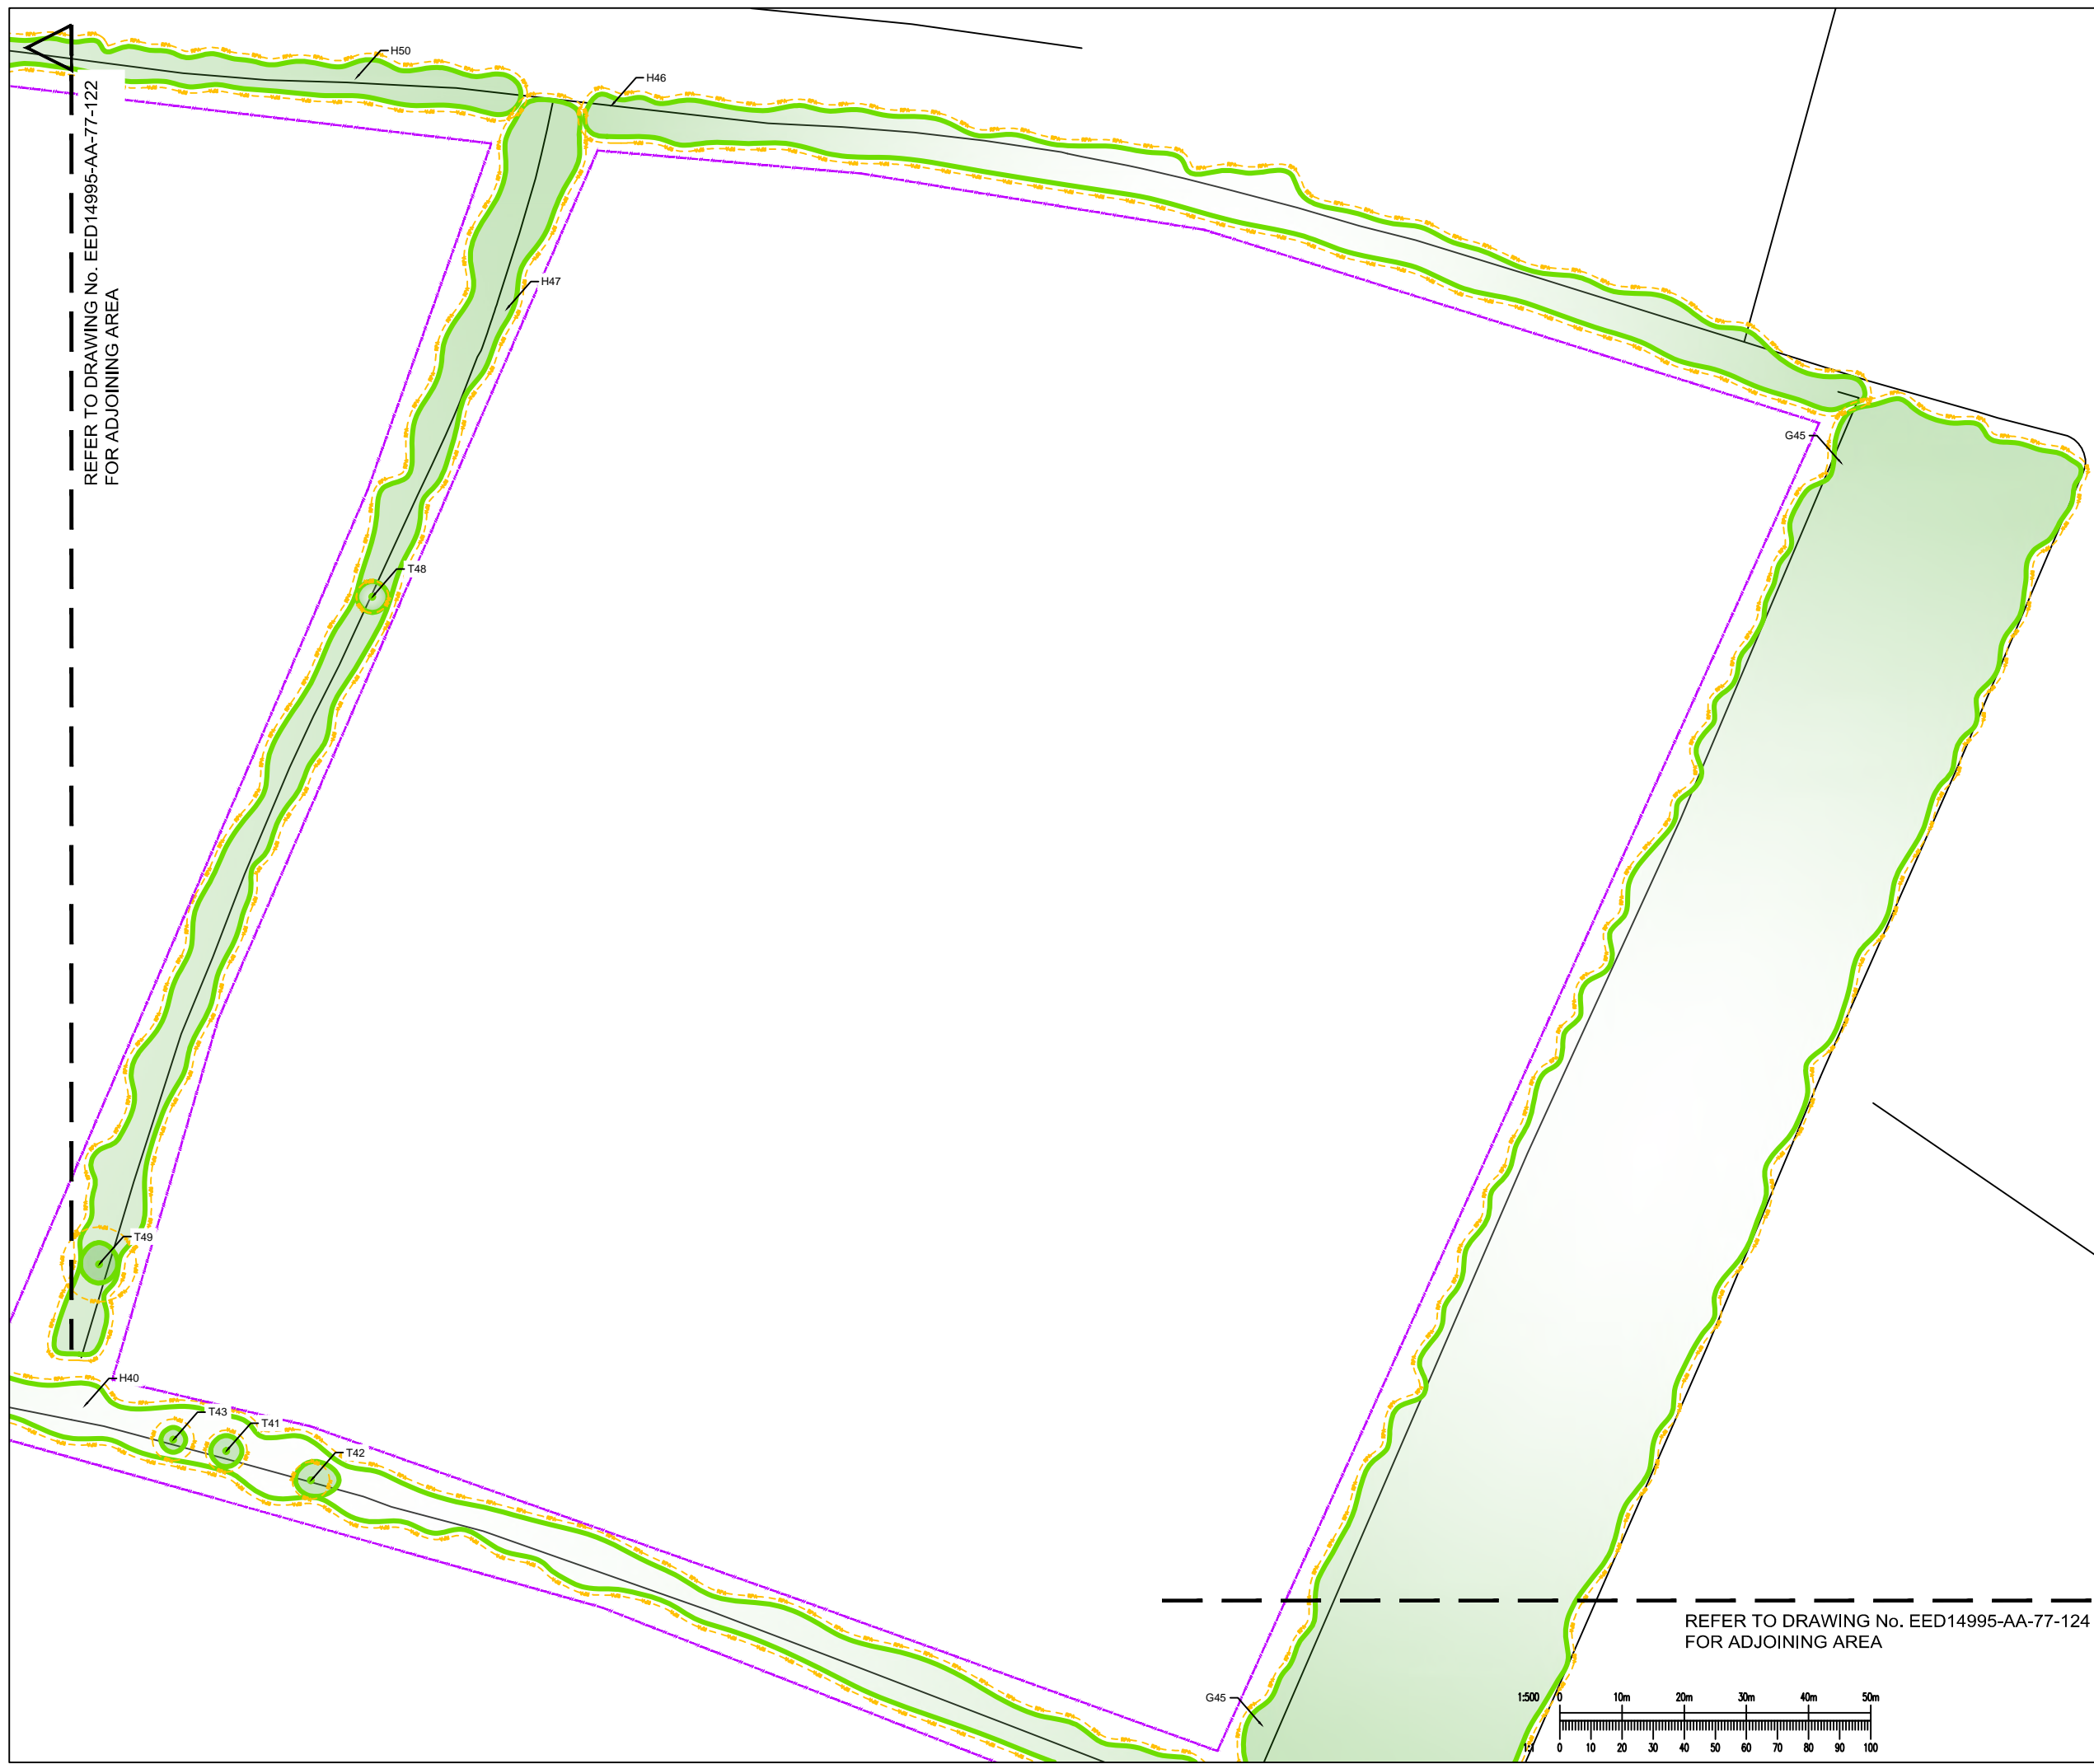 H50
H46
REFER TO DRAWING No. EED14995-AA-77-122
FOR ADJOINING AREA
H47
G45
T48
T49
H40
T43
T41
T42
REFER TO DRAWING No. EED14995-AA-77-124
FOR ADJOINING AREA
G45
1:500 0 10m 20m 30m 40m 50m
1:1 0 10 20 30 40 50 60 70 80 90 100